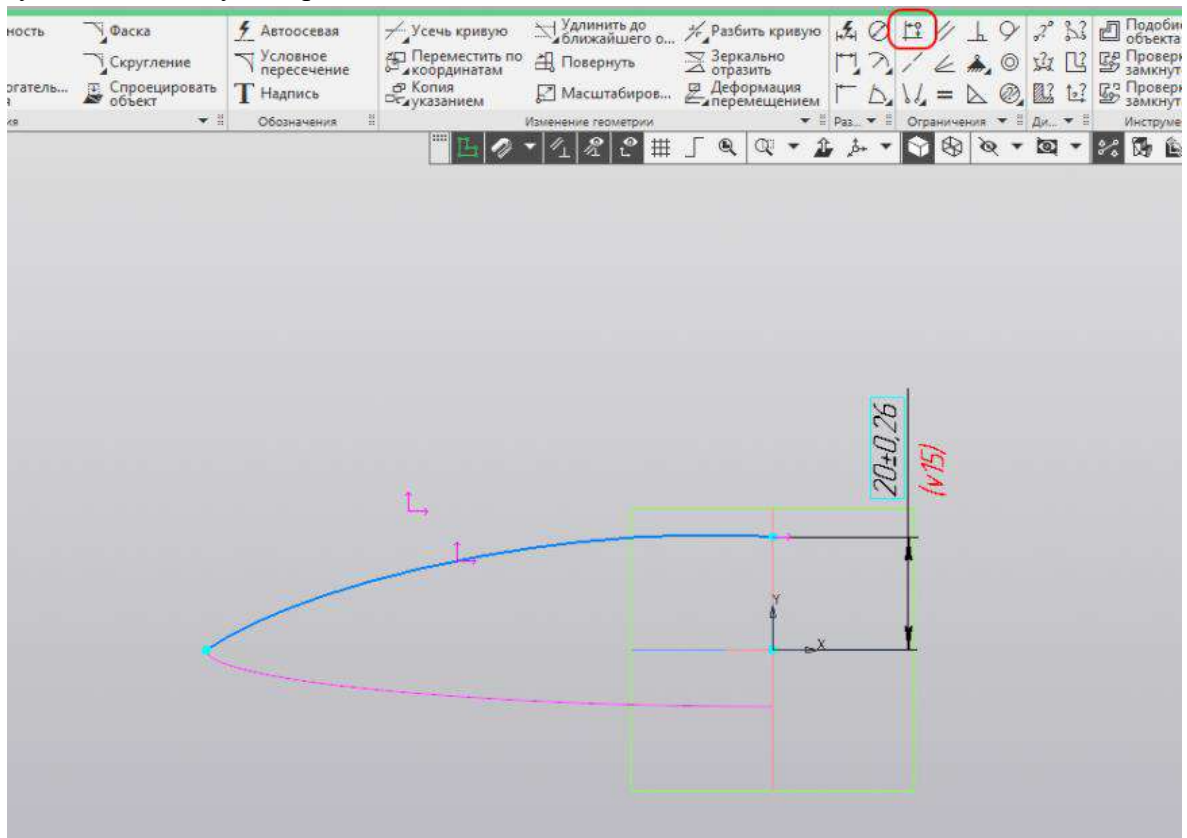 ность Фаска Автоосевая Усечь кривую Удлинить до ближайшего о... Разбить кривую Подобие объекта
Скругление Условное пересечение Переместить по координатам Повернуть Зеркально отразить Провер замкнут
огатель... Спроецировать объект Надпись Копия указанием Масштабиров... Деформация перемещением Провер замкнут
ия Обозначения Изменение геометрии Раз... Ограничения Ди... Инструме
20±0,26
(v15)
Y
X